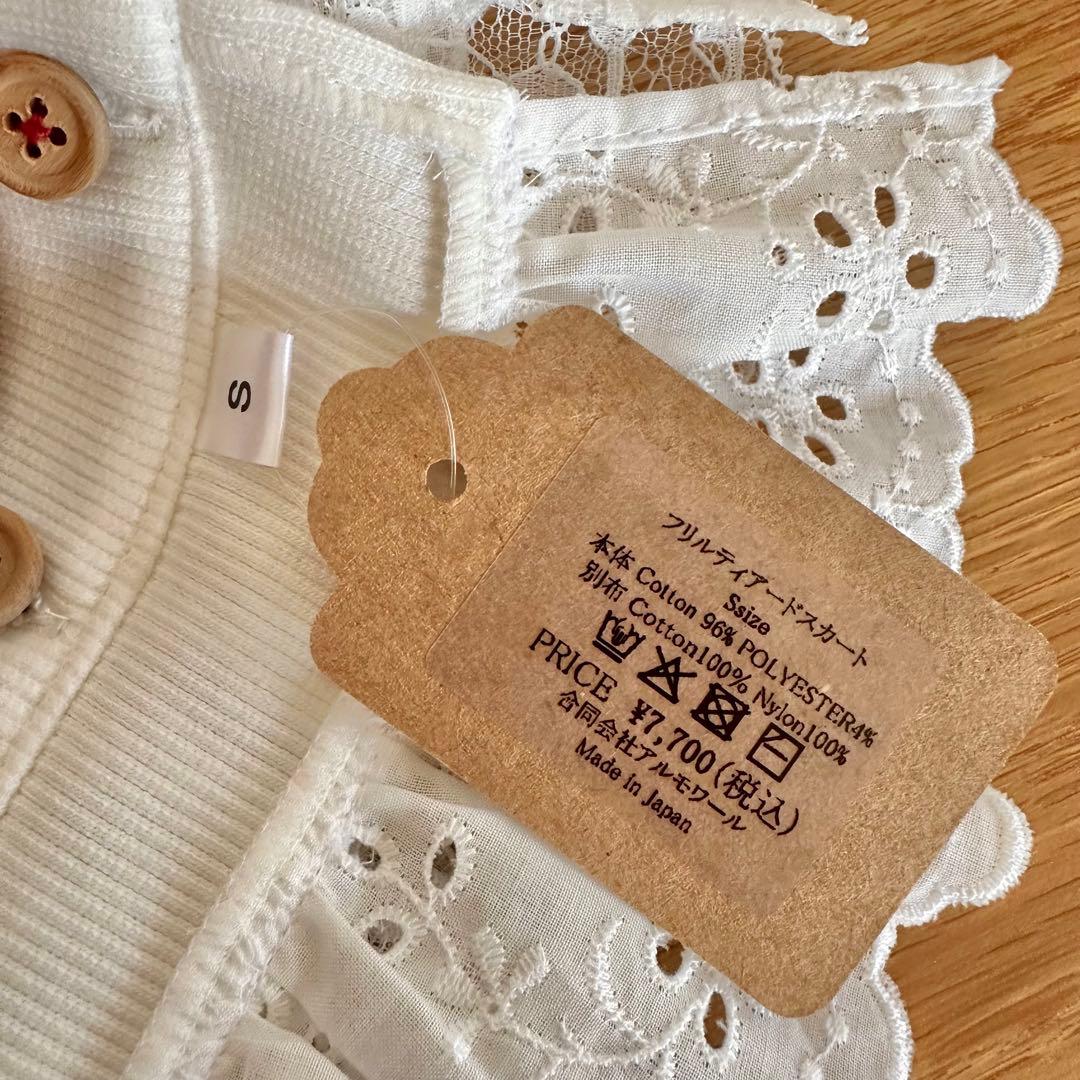 S
フリルティアードスカート
Ssize
本体 Cotton 96% POLYESTER4%
別布 Cotton100% Nylon100%
PRICE ¥7,700(税込)
合同会社アルモワール
Made in Japan